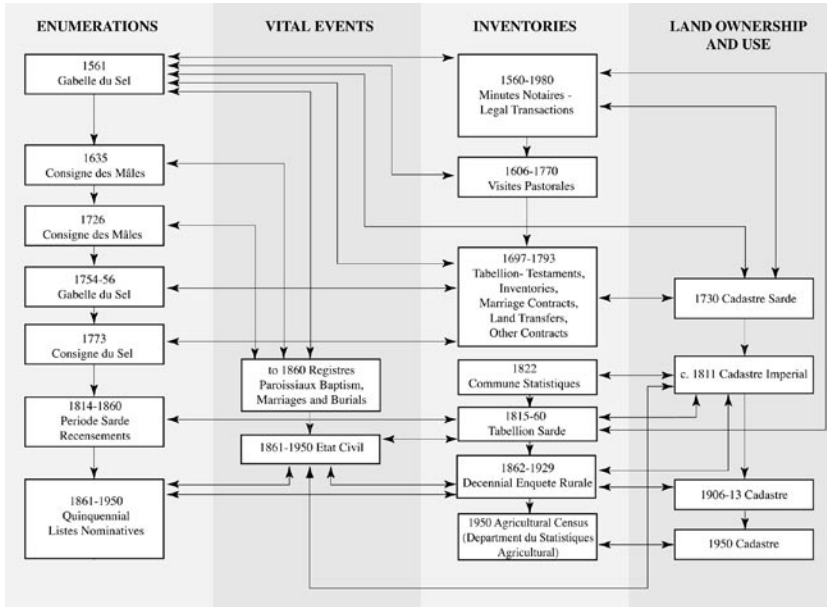 ENUMERATIONS
1561
Gabelle du Sel
1635
Consigne des Mâles
1726
Consigne des Mâles
1754-56
Gabelle du Sel
1773
Consigne du Sel
1814-1860
Periode Sarde
Recensements
1861-1950
Quinquennial
Listes Nominatives
VITAL EVENTS
to 1860 Registres
Paroissiaux Baptism,
Marriages and Burials
1861-1950 Etat Civil
INVENTORIES
1560-1980
Minutes Notaires -
Legal Transactions
1606-1770
Visites Pastorales
1697-1793
Tabellion- Testaments,
Inventories,
Marriage Contracts,
Land Transfers,
Other Contracts
1822
Commune Statistiques
1815-60
Tabellion Sarde
1862-1929
Decennial Enquete Rurale
1950 Agricultural Census
(Department du Statistiques
Agricultural)
LAND OWNERSHIP
AND USE
1730 Cadastre Sarde
c. 1811 Cadastre Imperial
1906-13 Cadastre
1950 Cadastre